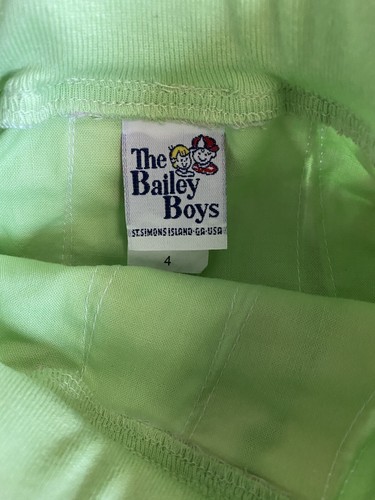 The
Bailey
Boys
ST.SIMONS ISLAND·GA·USA
4